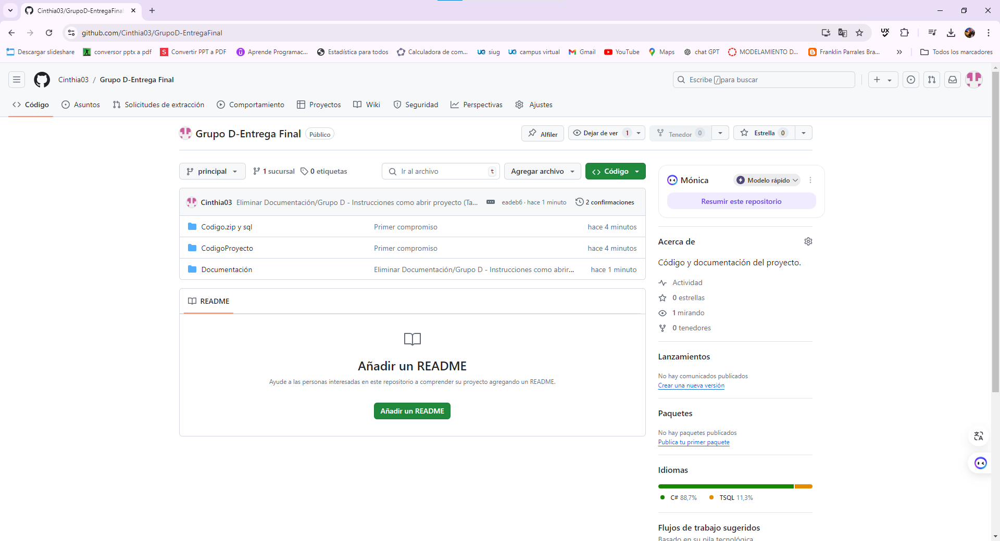 Cinthia03/GrupoD-EntregaFinal
github.com/Cinthia03/GrupoD-EntregaFinal
Descargar slideshare
conversor pptx a pdf
Convertir PPT a PDF
Aprende Programac...
Estadística para todos
Calculadora de com...
siug
campus virtual
Gmail
YouTube
Maps
chat GPT
MODELAMIENTO D...
Franklin Parrales Bra...
Todos los marcadores
Cinthia03 / Grupo D-Entrega Final
Escribe / para buscar
Código
Asuntos
Solicitudes de extracción
Comportamiento
Proyectos
Wiki
Seguridad
Perspectivas
Ajustes
Grupo D-Entrega Final Público
Alfiler
Dejar de ver 1
Tenedor 0
Estrella 0
principal
1 sucursal
0 etiquetas
Ir al archivo t
Agregar archivo
Código
Cinthia03 Eliminar Documentación/Grupo D - Instrucciones como abrir proyecto (Ta... eadeb6 · hace 1 minuto 2 confirmaciones
Codigo.zip y sql Primer compromiso hace 4 minutos
CodigoProyecto Primer compromiso hace 4 minutos
Documentación Eliminar Documentación/Grupo D - Instrucciones como abrir... hace 1 minuto
README
Añadir un README
Ayude a las personas interesadas en este repositorio a comprender su proyecto agregando un README.
Añadir un README
Mónica
Modelo rápido
Resumir este repositorio
Acerca de
Código y documentación del proyecto.
Actividad
0 estrellas
1 mirando
0 tenedores
Lanzamientos
No hay comunicados publicados
Crear una nueva versión
Paquetes
No hay paquetes publicados
Publica tu primer paquete
Idiomas
C# 88,7%
TSQL 11,3%
Flujos de trabajo sugeridos
Basado en su pila tecnológica